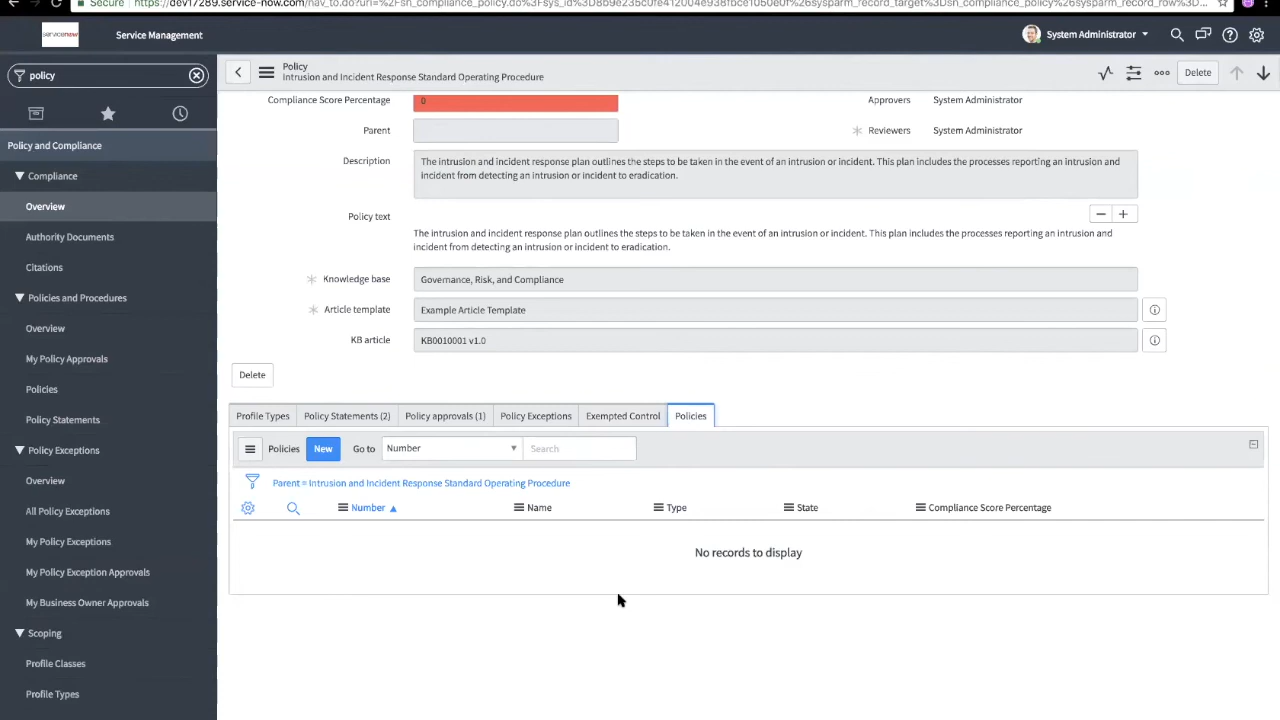 Secure
servicenow
Service Management
System Administrator
policy
Policy
Intrusion and Incident Response Standard Operating Procedure
Delete
Policy and Compliance
Compliance
Overview
Authority Documents
Citations
Policies and Procedures
Overview
My Policy Approvals
Policies
Policy Statements
Policy Exceptions
Overview
All Policy Exceptions
My Policy Exceptions
My Policy Exception Approvals
My Business Owner Approvals
Scoping
Profile Classes
Profile Types
Compliance Score Percentage
0
Approvers
System Administrator
Parent
Reviewers
System Administrator
Description
The intrusion and incident response plan outlines the steps to be taken in the event of an intrusion or incident. This plan includes the processes reporting an intrusion and
incident from detecting an intrusion or incident to eradication.
Policy text
The intrusion and incident response plan outlines the steps to be taken in the event of an intrusion or incident. This plan includes the processes reporting an intrusion and
incident from detecting an intrusion or incident to eradication.
Knowledge base
Governance, Risk, and Compliance
Article template
Example Article Template
KB article
KB0010001 v1.0
Delete
Profile Types
Policy Statements (2)
Policy approvals (1)
Policy Exceptions
Exempted Control
Policies
Policies
New
Go to
Number
Search
Parent = Intrusion and Incident Response Standard Operating Procedure
Number
Name
Type
State
Compliance Score Percentage
No records to display